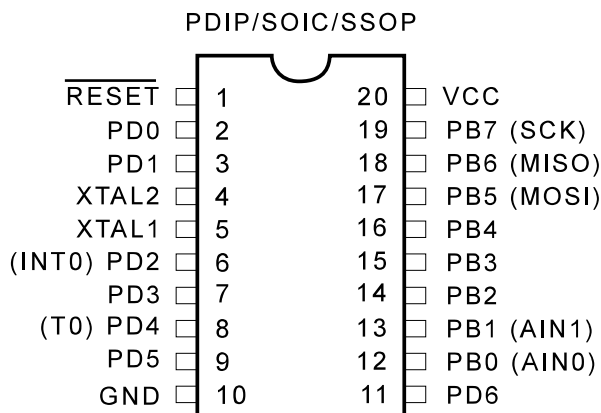 PDIP/SOIC/SSOP
RESET 1 20 VCC
PD0 2 19 PB7 (SCK)
PD1 3 18 PB6 (MISO)
XTAL2 4 17 PB5 (MOSI)
XTAL1 5 16 PB4
(INT0) PD2 6 15 PB3
PD3 7 14 PB2
(T0) PD4 8 13 PB1 (AIN1)
PD5 9 12 PB0 (AIN0)
GND 10 11 PD6